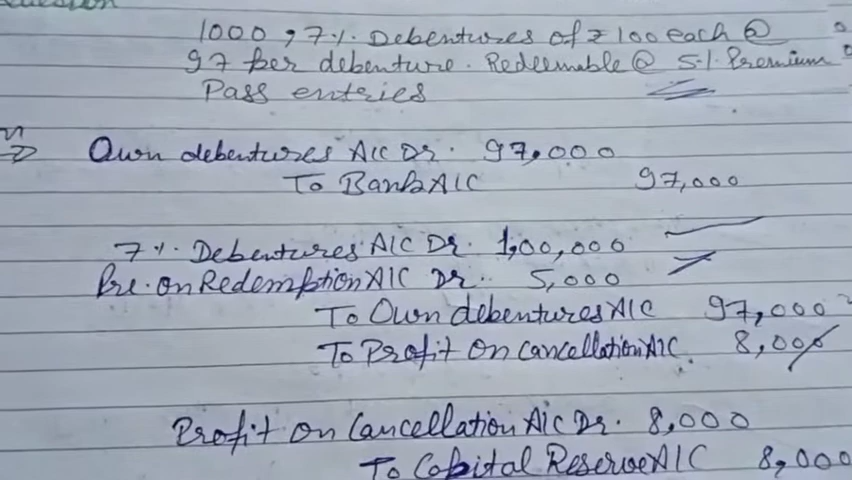 1000, 7% Debentures of ₹100 each @
97 per debenture. Redeemable @ 5% Premium
Pass entries
Own debentures A/C Dr. 97,000
To Bank A/C 97,000
7% Debentures A/C Dr. 1,00,000
Pre. on Redemption A/C Dr. 5,000
To Own debentures A/C 97,000
To Profit on Cancellation A/C. 8,000
Profit on Cancellation A/C Dr. 8,000
To Capital Reserve A/C 8,000